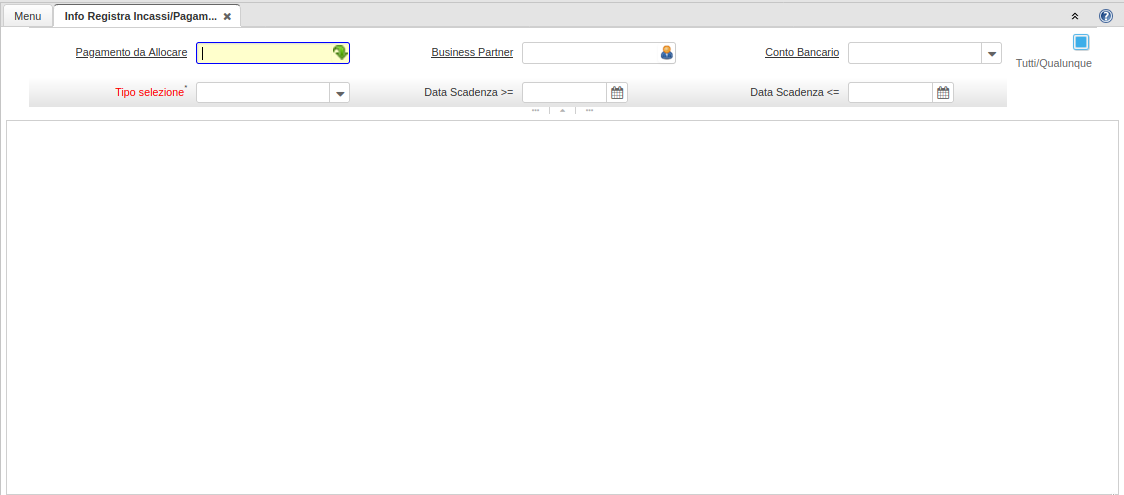 Menu
Info Registra Incassi/Pagam...
Pagamento da Allocare
Business Partner
Conto Bancario
Tutti/Qualunque
Tipo selezione*
Data Scadenza >=
Data Scadenza <=